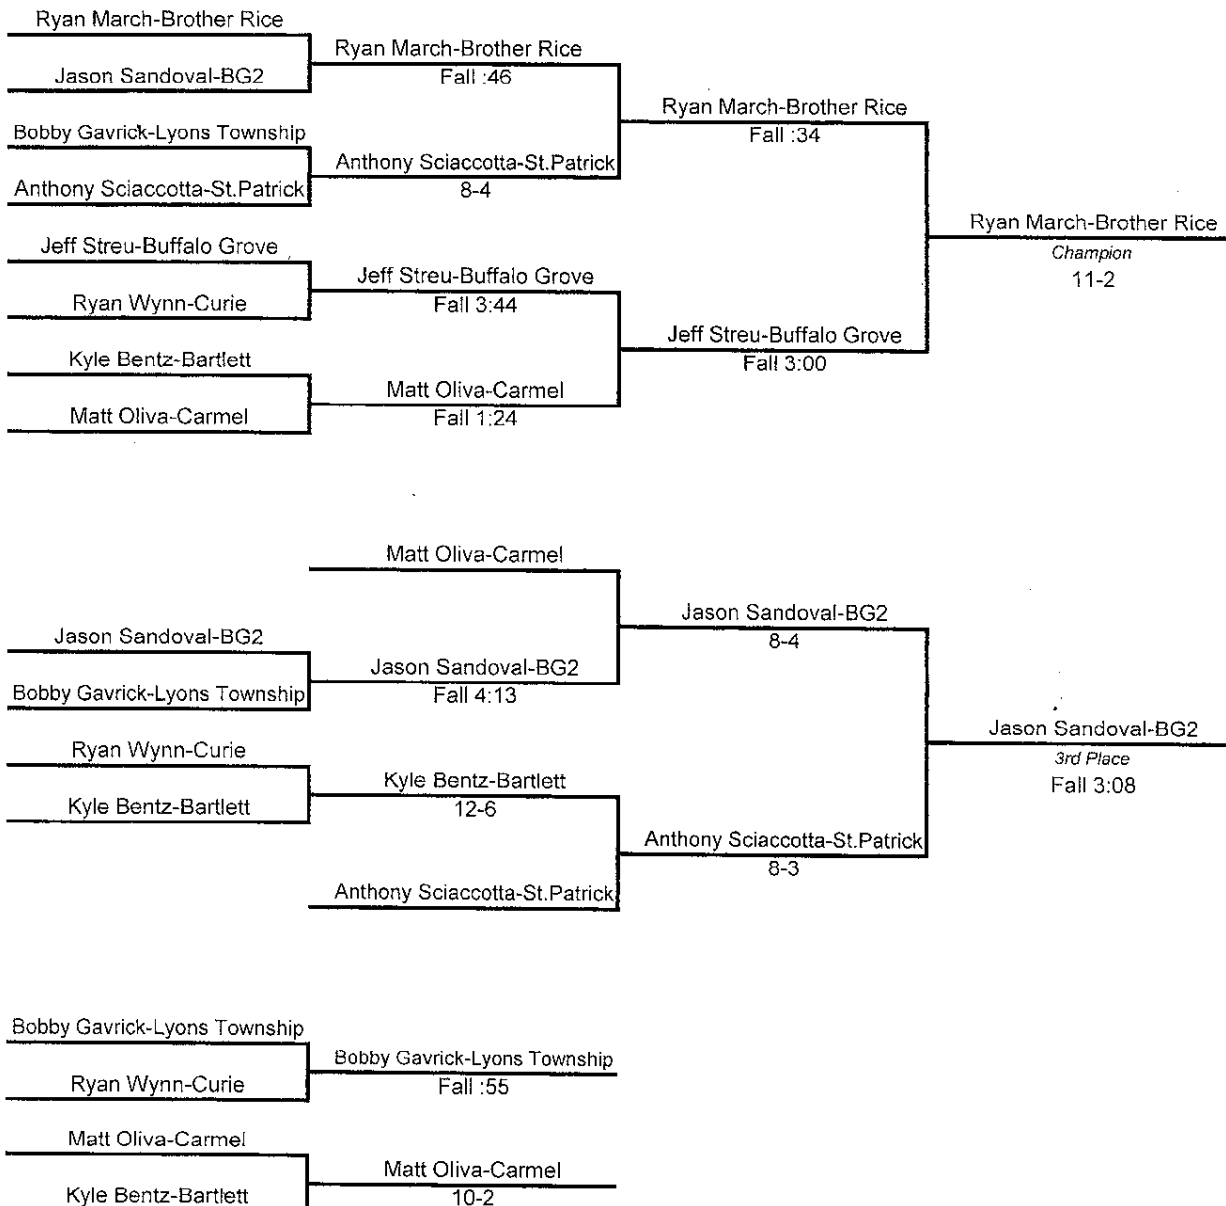 Ryan March-Brother Rice
Jason Sandoval-BG2
Bobby Gavrick-Lyons Township
Anthony Sciaccotta-St.Patrick
Jeff Streu-Buffalo Grove
Ryan Wynn-Curie
Kyle Bentz-Bartlett
Matt Oliva-Carmel
Ryan March-Brother Rice
Fall :46
Anthony Sciaccotta-St.Patrick
8-4
Jeff Streu-Buffalo Grove
Fall 3:44
Matt Oliva-Carmel
Fall 1:24
Ryan March-Brother Rice
Fall :34
Jeff Streu-Buffalo Grove
Fall 3:00
Ryan March-Brother Rice
Champion
11-2
Jason Sandoval-BG2
Bobby Gavrick-Lyons Township
Ryan Wynn-Curie
Kyle Bentz-Bartlett
Matt Oliva-Carmel
Jason Sandoval-BG2
Fall 4:13
Kyle Bentz-Bartlett
12-6
Anthony Sciaccotta-St.Patrick
Jason Sandoval-BG2
8-4
Anthony Sciaccotta-St.Patrick
8-3
Jason Sandoval-BG2
3rd Place
Fall 3:08
Bobby Gavrick-Lyons Township
Ryan Wynn-Curie
Bobby Gavrick-Lyons Township
Fall :55
Matt Oliva-Carmel
Kyle Bentz-Bartlett
Matt Oliva-Carmel
10-2